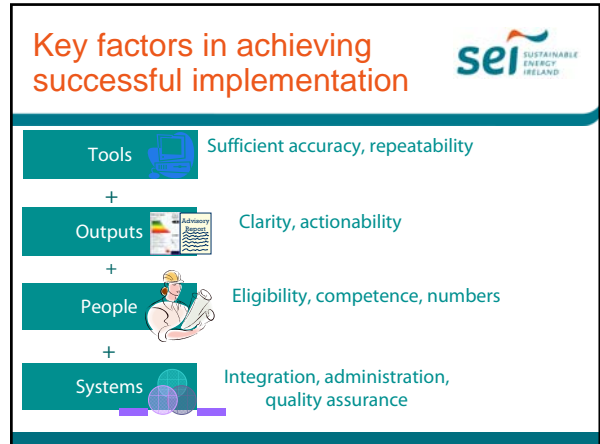 Key factors in achieving
successful implementation
sei SUSTAINABLE
ENERGY
IRELAND
Tools
Sufficient accuracy, repeatability
+
Outputs
Advisory
Report
Clarity, actionability
+
People
Eligibility, competence, numbers
+
Systems
Integration, administration,
quality assurance